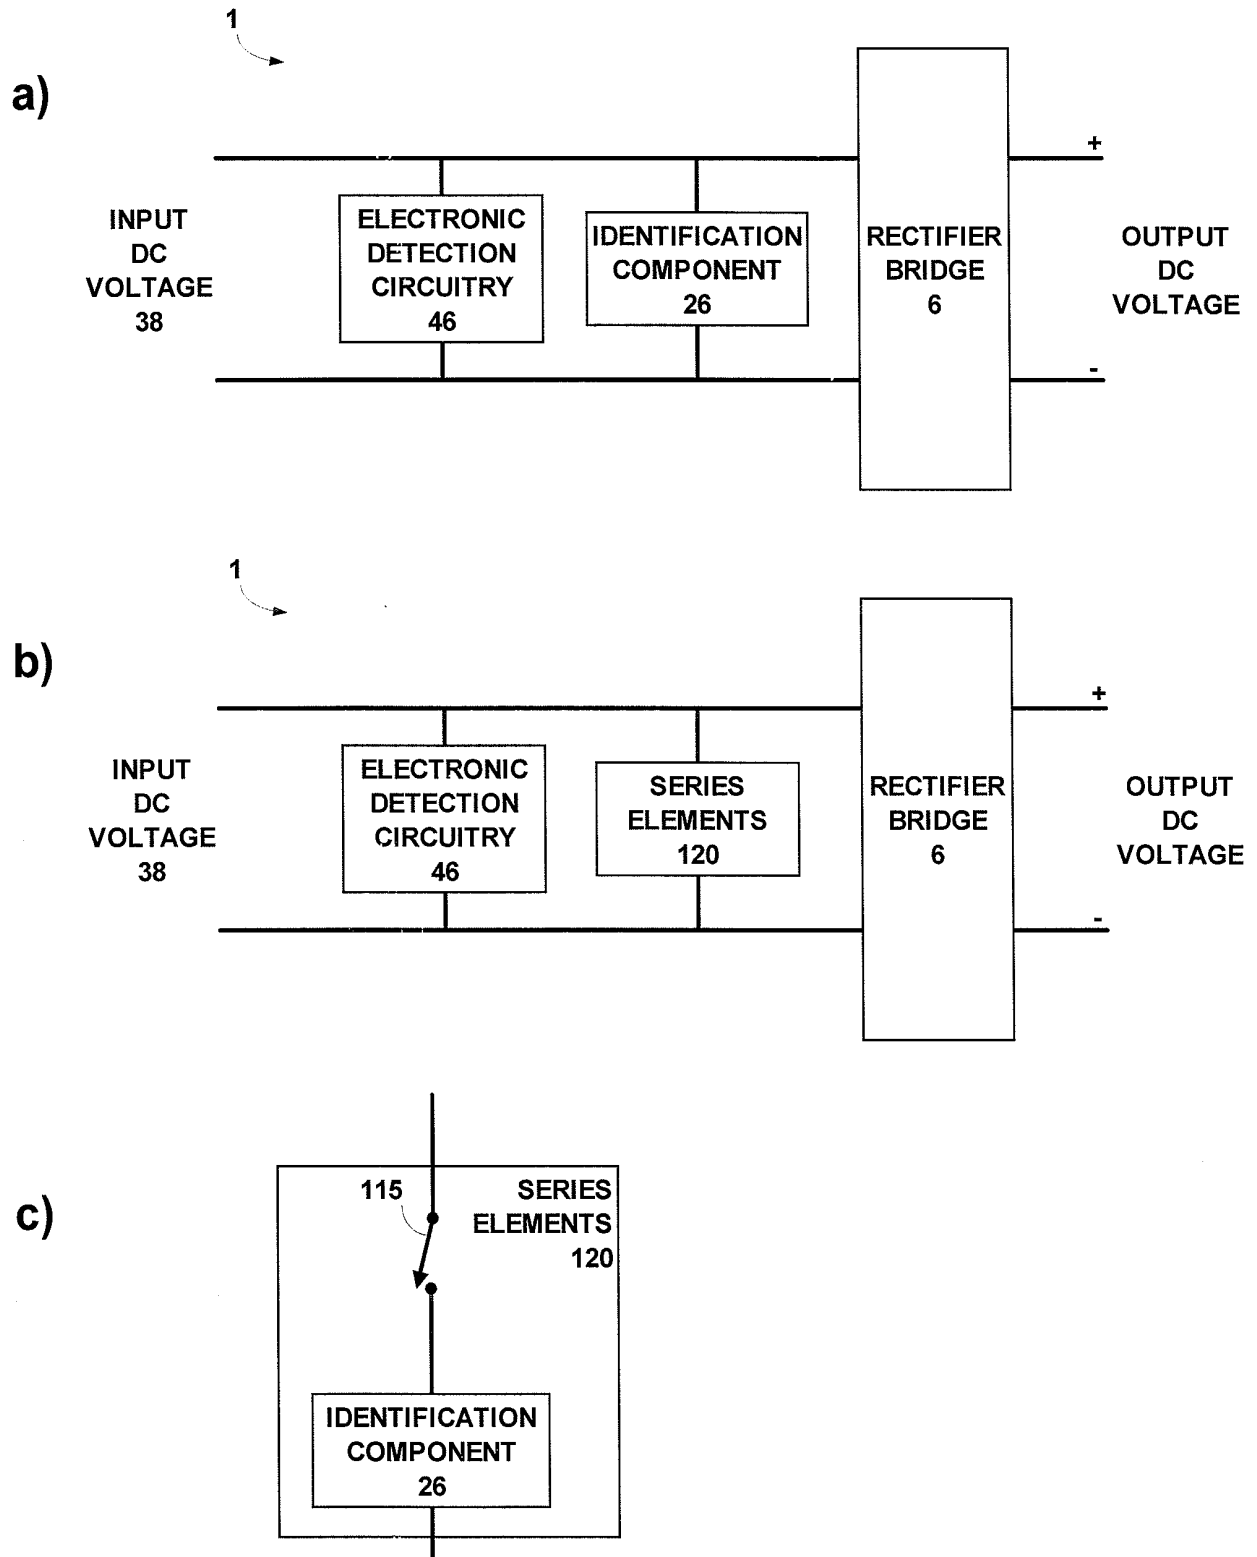 1
a)
+
INPUT
DC
VOLTAGE
38
ELECTRONIC
DETECTION
CIRCUITRY
46
IDENTIFICATION
COMPONENT
26
RECTIFIER
BRIDGE
6
OUTPUT
DC
VOLTAGE
-
1
b)
+
INPUT
DC
VOLTAGE
38
ELECTRONIC
DETECTION
CIRCUITRY
46
SERIES
ELEMENTS
120
RECTIFIER
BRIDGE
6
OUTPUT
DC
VOLTAGE
-
c)
115
SERIES
ELEMENTS
120
IDENTIFICATION
COMPONENT
26